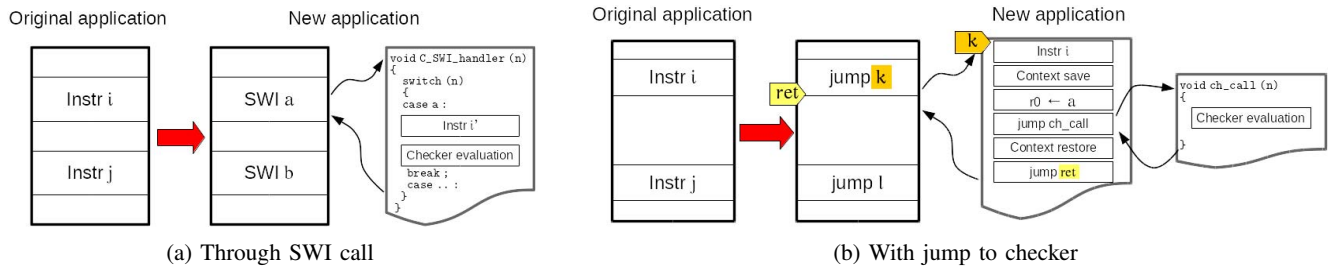 Original application
New application
Instr i
Instr j
SWI a
SWI b
void C_SWI_handler (n)
{
switch (n)
{
case a :
Instr i'
Checker evaluation
break ;
case .. :
}
}
(a) Through SWI call
Original application
New application
Instr i
Instr j
jump k
ret
jump l
k
Instr i
Context save
r0 ← a
jump ch_call
Context restore
jump ret
void ch_call (n)
{
Checker evaluation
}
(b) With jump to checker